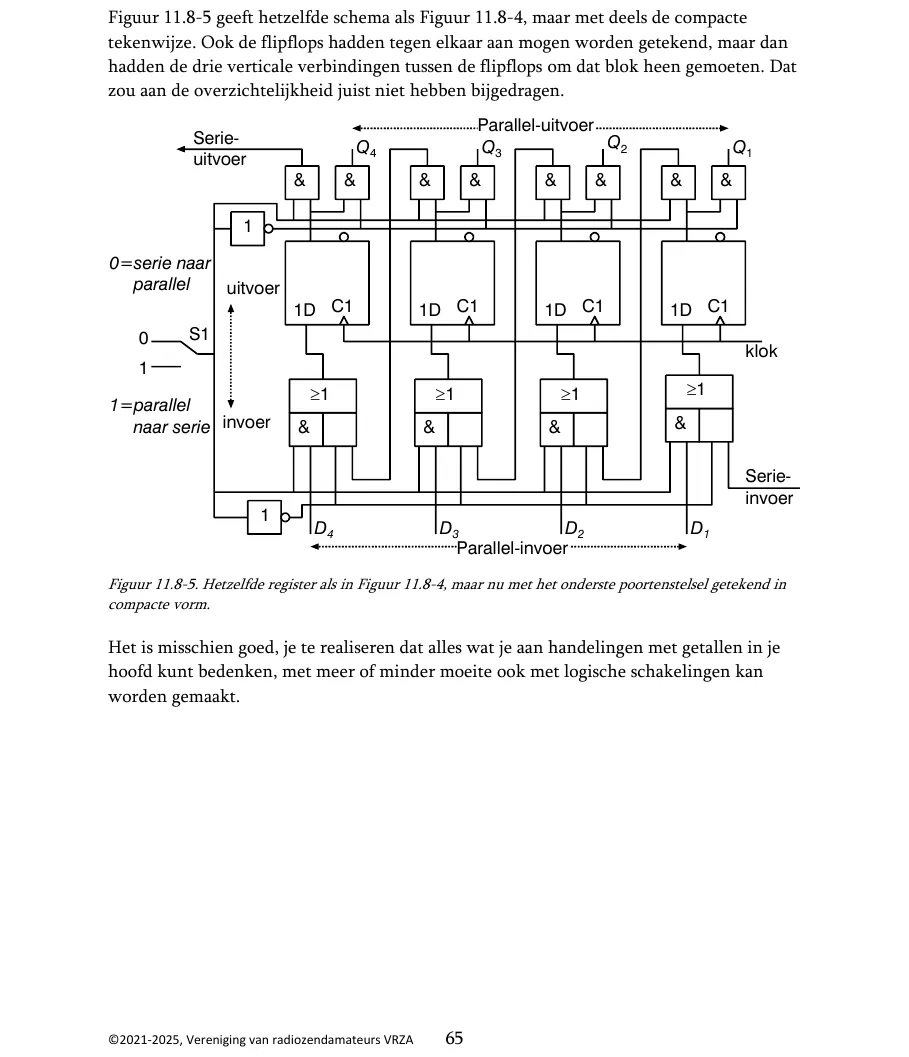 Figuur 11.8-5 geeft hetzelfde schema als Figuur 11.8-4, maar met deels de compacte
tekenwijze. Ook de flipflops hadden tegen elkaar aan mogen worden getekend, maar dan
hadden de drie verticale verbindingen tussen de flipflops om dat blok heen gemoeten. Dat
zou aan de overzichtelijkheid juist niet hebben bijgedragen.
Parallel-uitvoer
Serie-
uitvoer
Q4 Q3 Q2 Q1
& & & & & & & &
1
0=serie naar
parallel
uitvoer
1D C1 1D C1 1D C1 1D C1
0 S1
klok
1
1=parallel
naar serie
invoer
≥1 ≥1 ≥1 ≥1
& & & &
Serie-
invoer
1
D4 D3 D2 D1
Parallel-invoer
Figuur 11.8-5. Hetzelfde register als in Figuur 11.8-4, maar nu met het onderste poortenstelsel getekend in
compacte vorm.
Het is misschien goed, je te realiseren dat alles wat je aan handelingen met getallen in je
hoofd kunt bedenken, met meer of minder moeite ook met logische schakelingen kan
worden gemaakt.
©2021-2025, Vereniging van radiozendamateurs VRZA 65